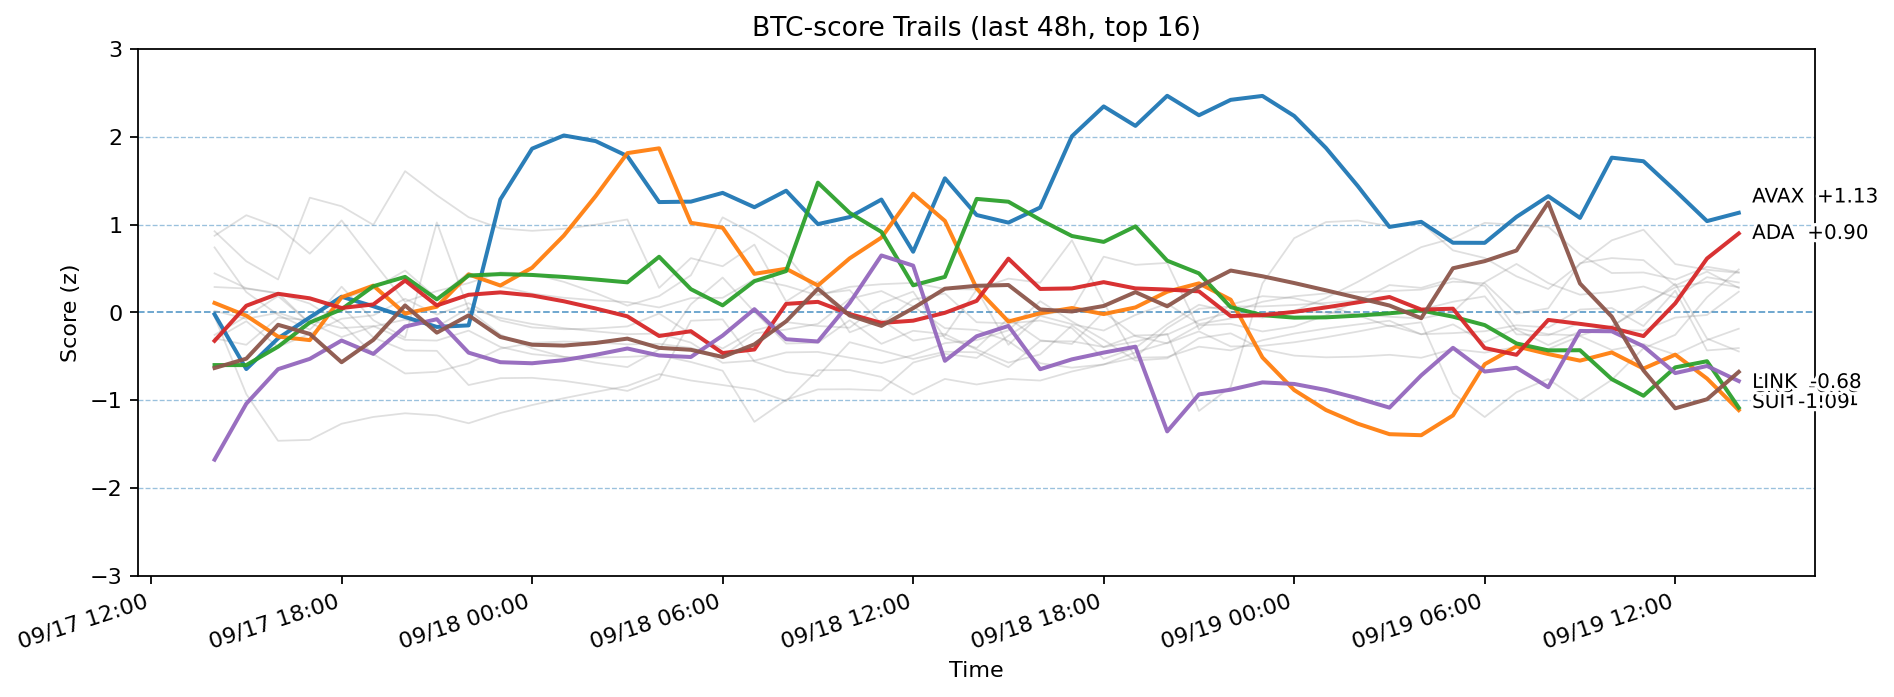 BTC-score Trails (last 48h, top 16)
Score (z)
3
2
1
0
−1
−2
−3
AVAX +1.13
ADA +0.90
LINK -0.68
SUI -1.09
09/17 12:00
09/17 18:00
09/18 00:00
09/18 06:00
09/18 12:00
09/18 18:00
09/19 00:00
09/19 06:00
09/19 12:00
Time